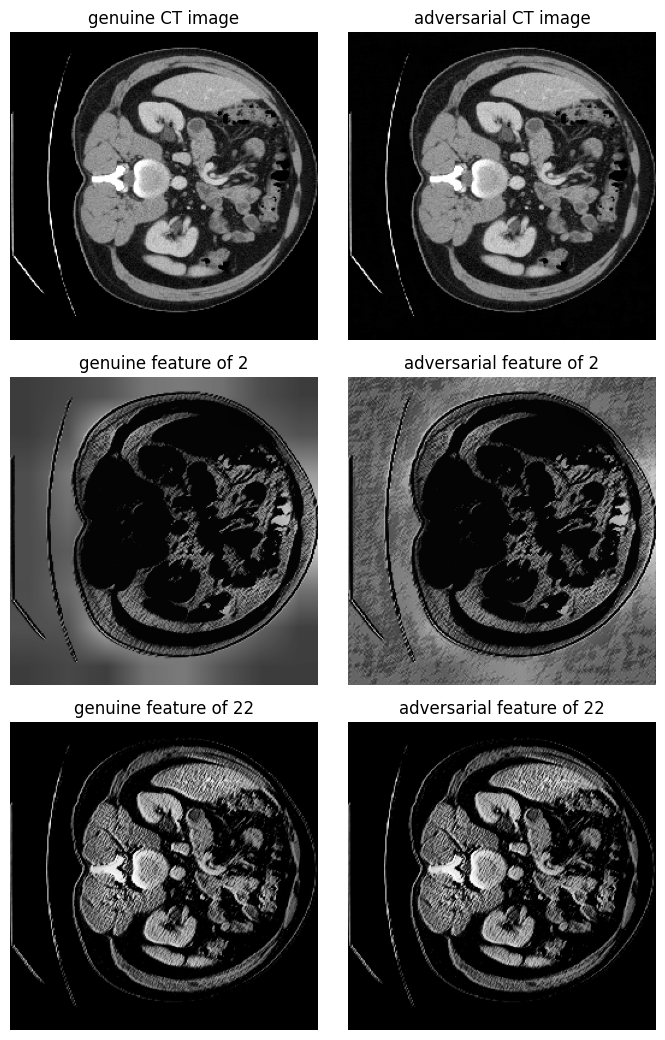 genuine CT image
adversarial CT image
genuine feature of 2
adversarial feature of 2
genuine feature of 22
adversarial feature of 22